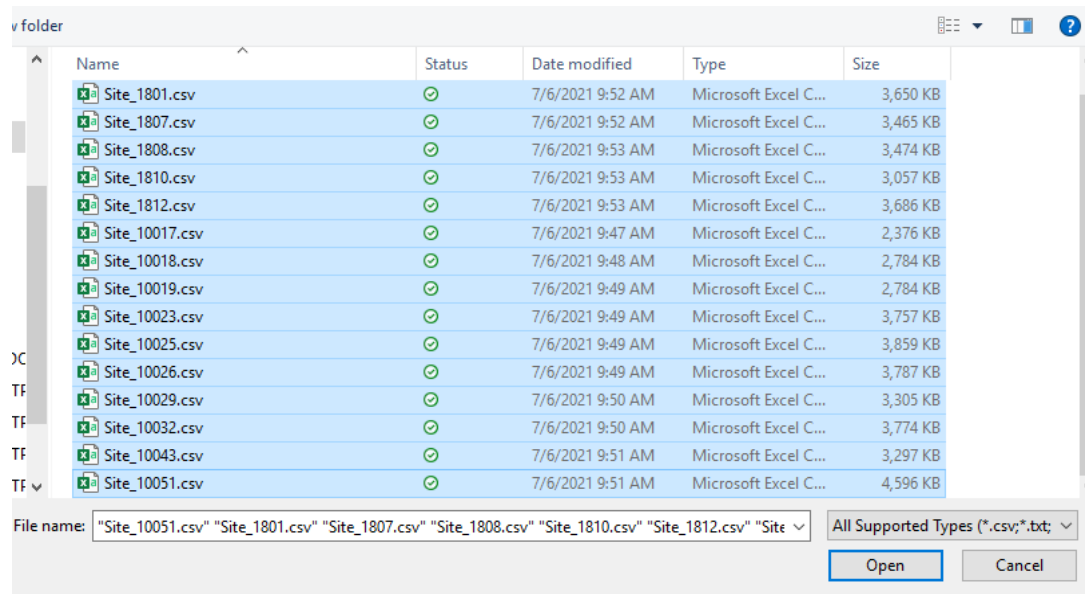 v folder
Name Status Date modified Type Size
Site_1801.csv 7/6/2021 9:52 AM Microsoft Excel C... 3,650 KB
Site_1807.csv 7/6/2021 9:52 AM Microsoft Excel C... 3,465 KB
Site_1808.csv 7/6/2021 9:53 AM Microsoft Excel C... 3,474 KB
Site_1810.csv 7/6/2021 9:53 AM Microsoft Excel C... 3,057 KB
Site_1812.csv 7/6/2021 9:53 AM Microsoft Excel C... 3,686 KB
Site_10017.csv 7/6/2021 9:47 AM Microsoft Excel C... 2,376 KB
Site_10018.csv 7/6/2021 9:48 AM Microsoft Excel C... 2,784 KB
Site_10019.csv 7/6/2021 9:49 AM Microsoft Excel C... 2,784 KB
Site_10023.csv 7/6/2021 9:49 AM Microsoft Excel C... 3,757 KB
Site_10025.csv 7/6/2021 9:49 AM Microsoft Excel C... 3,859 KB
Site_10026.csv 7/6/2021 9:49 AM Microsoft Excel C... 3,787 KB
Site_10029.csv 7/6/2021 9:50 AM Microsoft Excel C... 3,305 KB
Site_10032.csv 7/6/2021 9:50 AM Microsoft Excel C... 3,774 KB
Site_10043.csv 7/6/2021 9:51 AM Microsoft Excel C... 3,297 KB
Site_10051.csv 7/6/2021 9:51 AM Microsoft Excel C... 4,596 KB
File name: "Site_10051.csv" "Site_1801.csv" "Site_1807.csv" "Site_1808.csv" "Site_1810.csv" "Site_1812.csv" "Site All Supported Types (*.csv;*.txt;
Open Cancel